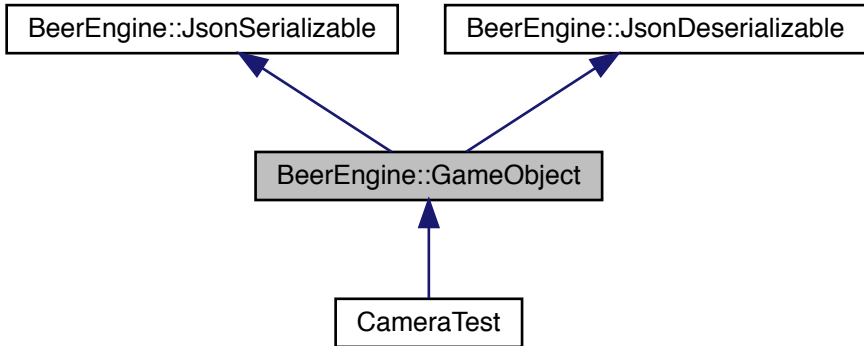 BeerEngine::JsonSerializable
BeerEngine::JsonDeserializable
BeerEngine::GameObject
CameraTest